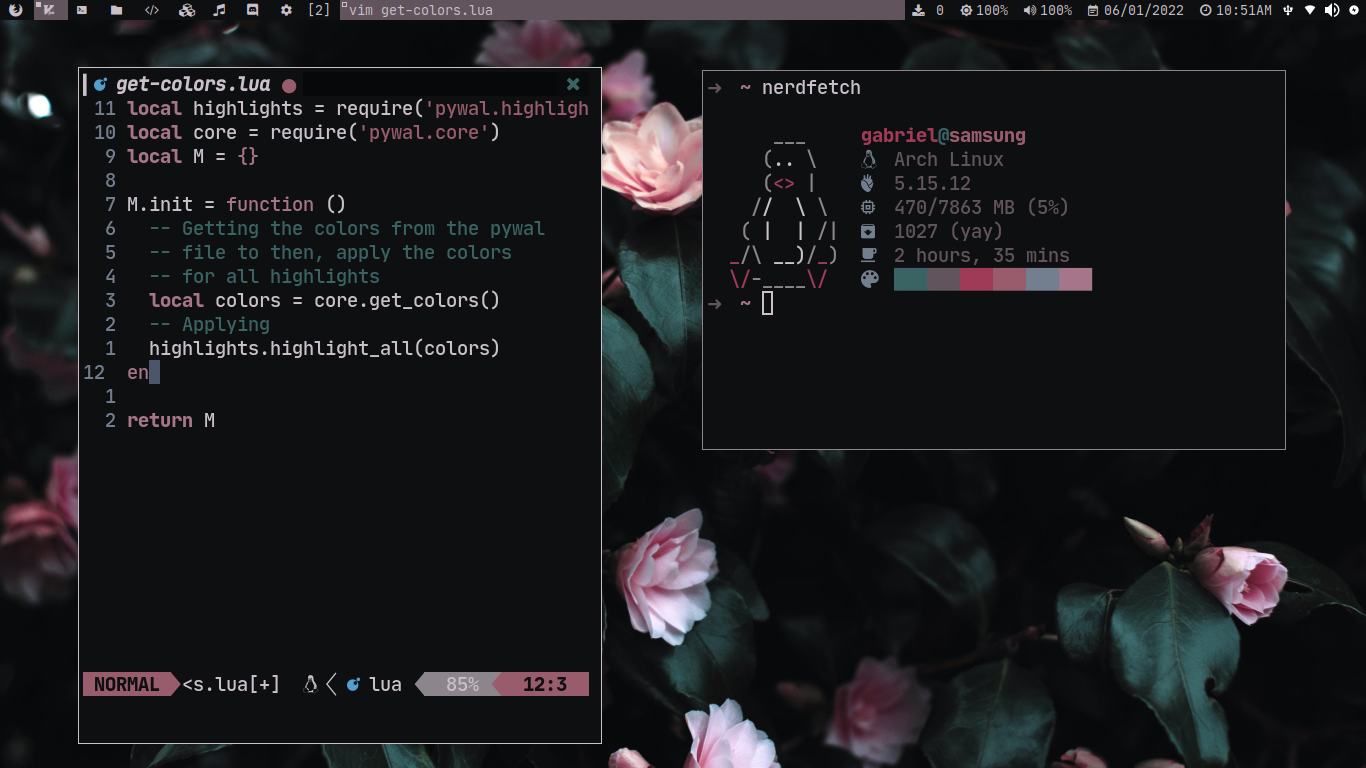 [2] vim get-colors.lua 0 100% 100% 06/01/2022 10:51AM
get-colors.lua
11 local highlights = require('pywal.highligh
10 local core = require('pywal.core')
9 local M = {}
8
7 M.init = function ()
6 -- Getting the colors from the pywal
5 -- file to then, apply the colors
4 -- for all highlights
3 local colors = core.get_colors()
2 -- Applying
1 highlights.highlight_all(colors)
12 en
1
2 return M
NORMAL <s.lua[+] lua 85% 12:3
➜ ~ nerdfetch
gabriel@samsung
Arch Linux
5.15.12
470/7863 MB (5%)
1027 (yay)
2 hours, 35 mins
➜ ~